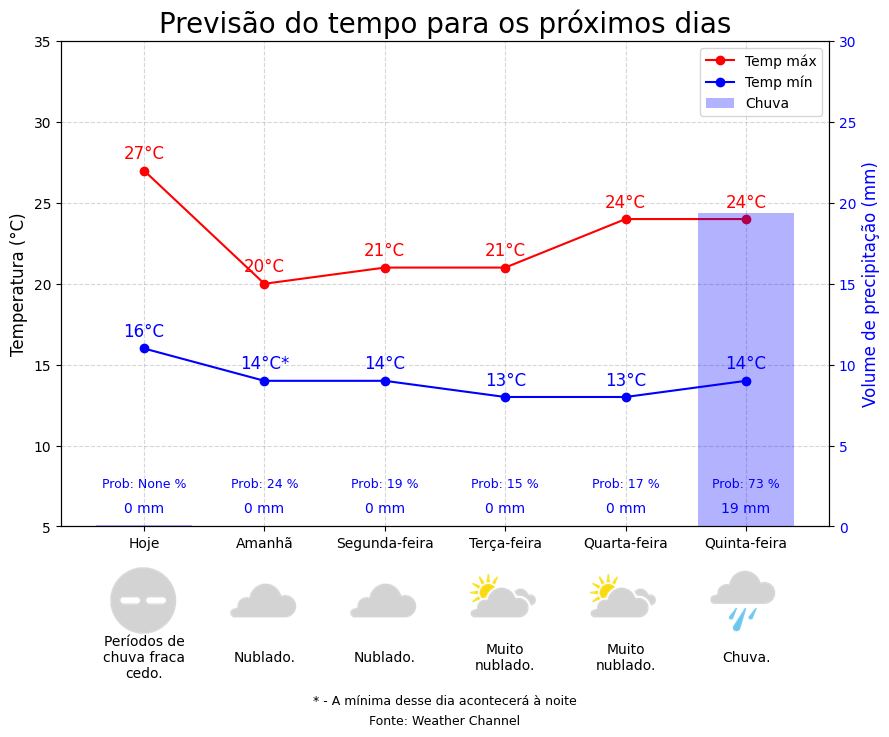 Previsão do tempo para os próximos dias
Temp máx
Temp mín
Chuva
Temperatura (°C)
Volume de precipitação (mm)
35
30
25
20
15
10
5
30
25
20
15
10
5
0
27°C
20°C
21°C
21°C
24°C
24°C
16°C
14°C*
14°C
13°C
13°C
14°C
Prob: None %
Prob: 24 %
Prob: 19 %
Prob: 15 %
Prob: 17 %
Prob: 73 %
0 mm
0 mm
0 mm
0 mm
0 mm
19 mm
Hoje
Amanhã
Segunda-feira
Terça-feira
Quarta-feira
Quinta-feira
Períodos de
chuva fraca
cedo.
Nublado.
Nublado.
Muito
nublado.
Muito
nublado.
Chuva.
* - A mínima desse dia acontecerá à noite
Fonte: Weather Channel